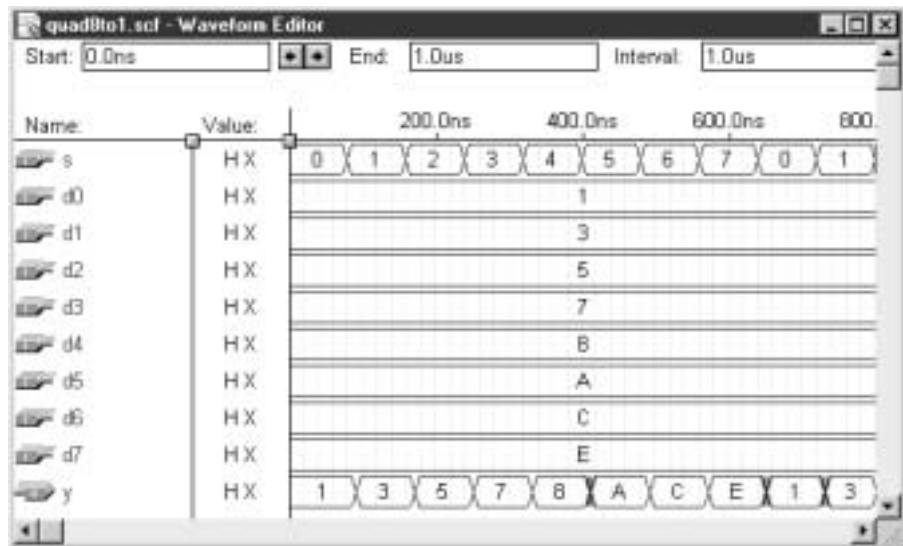 quad8to1.scf - Waveform Editor
Start: 0.0ns End: 1.0us Interval: 1.0us
Name: Value: 200.0ns 400.0ns 600.0ns 800.
s H X 0 1 2 3 4 5 6 7 0 1
d0 H X 1
d1 H X 3
d2 H X 5
d3 H X 7
d4 H X 8
d5 H X A
d6 H X C
d7 H X E
y H X 1 3 5 7 8 A C E 1 3